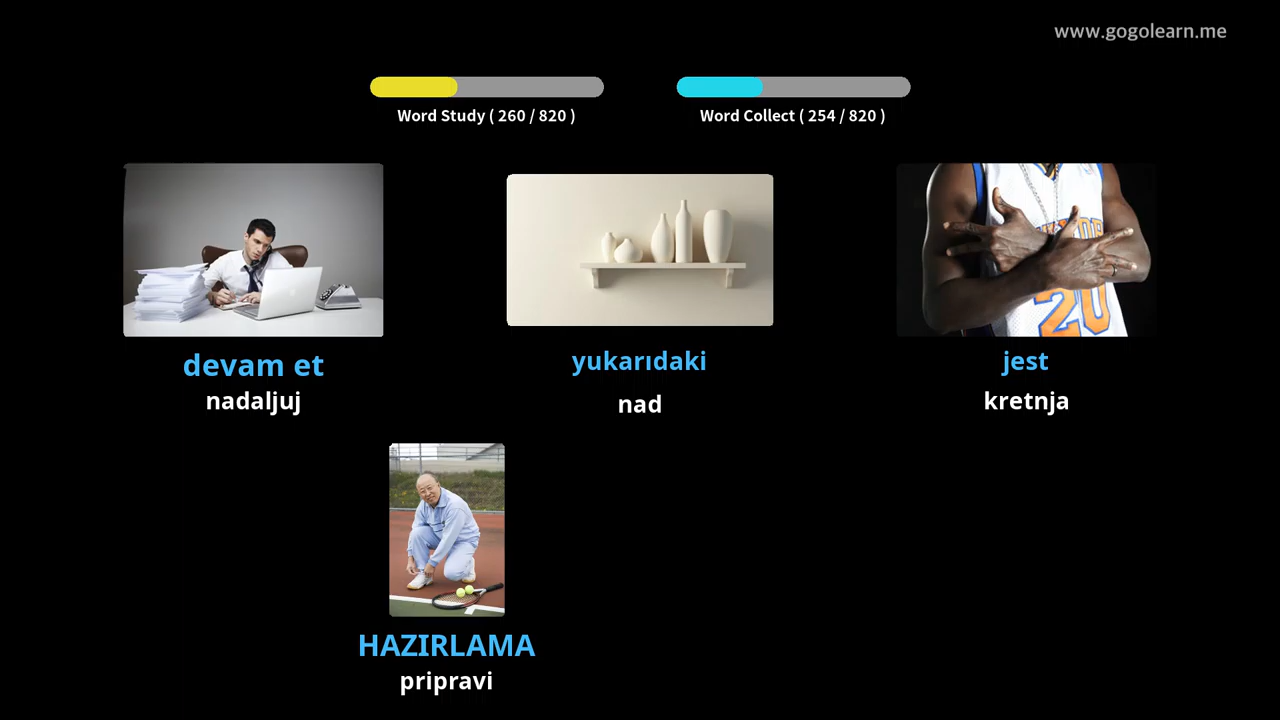 www.gogolearn.me
Word Study ( 260 / 820 )
Word Collect ( 254 / 820 )
devam et
nadaljuj
yukarıdaki
nad
jest
kretnja
20
HAZIRLAMA
pripravi